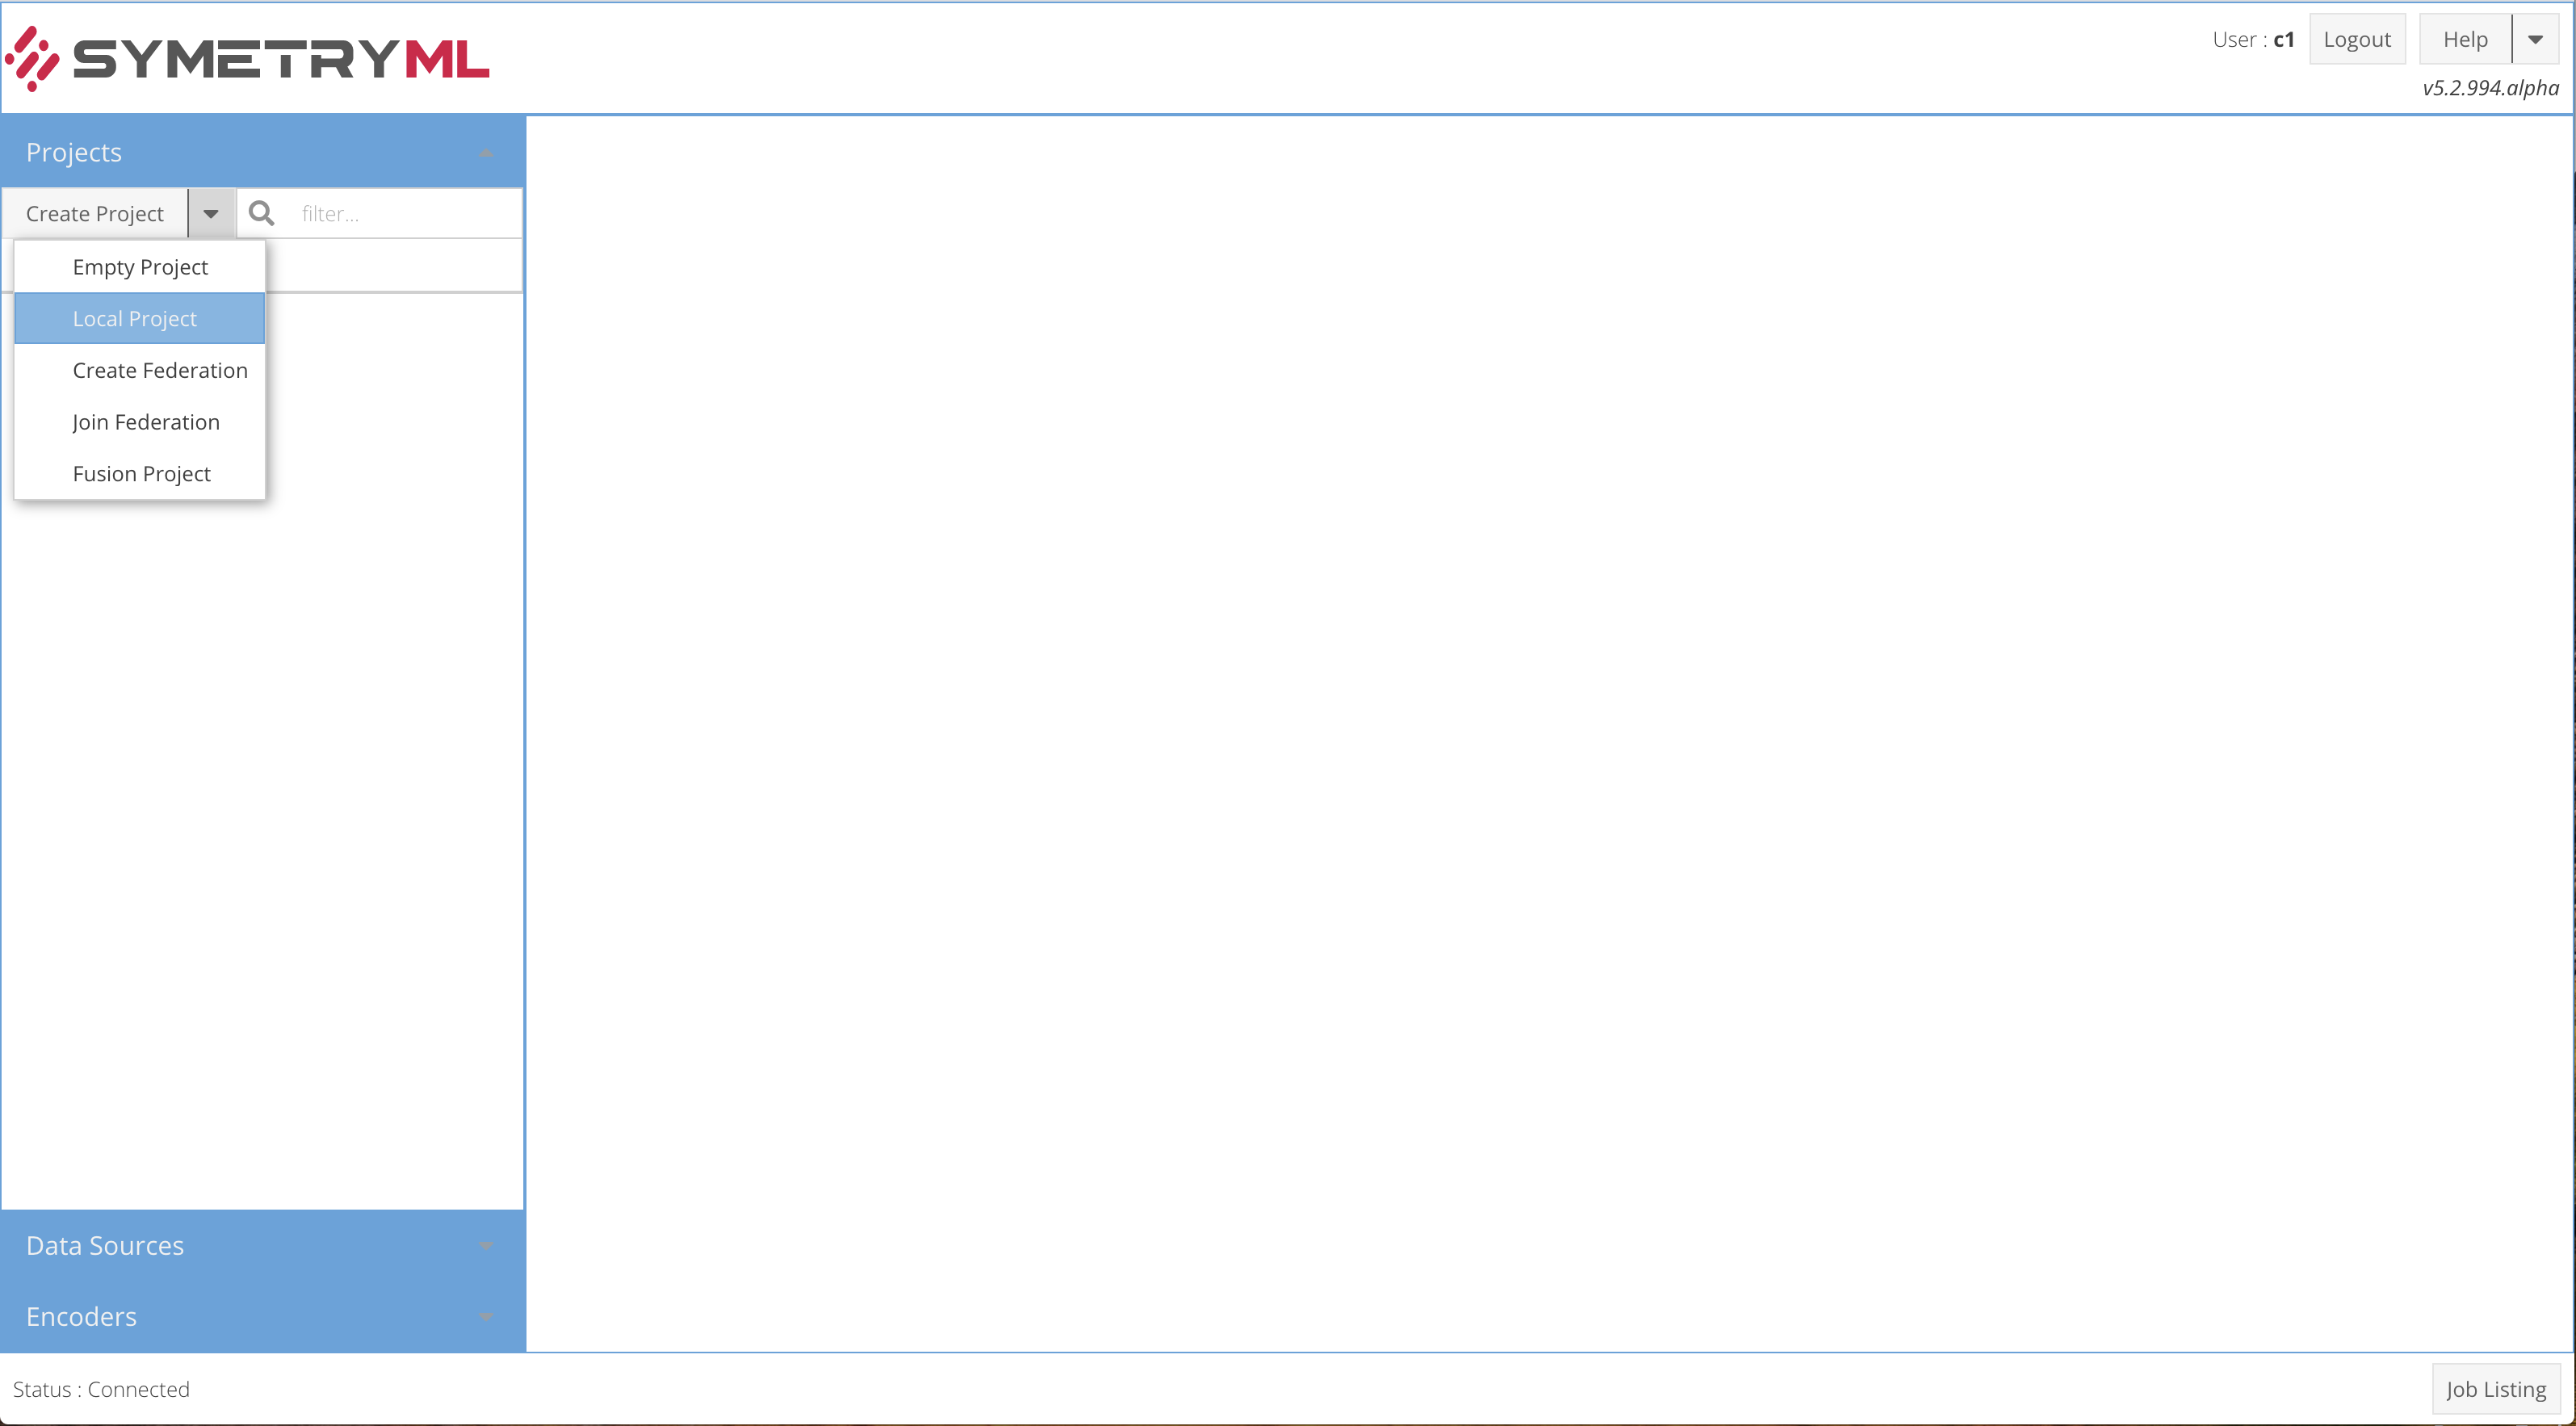 SYMETRYML
User : c1
Logout
Help
v5.2.994.alpha
Projects
Create Project
filter...
Empty Project
Local Project
Create Federation
Join Federation
Fusion Project
Data Sources
Encoders
Status : Connected
Job Listing